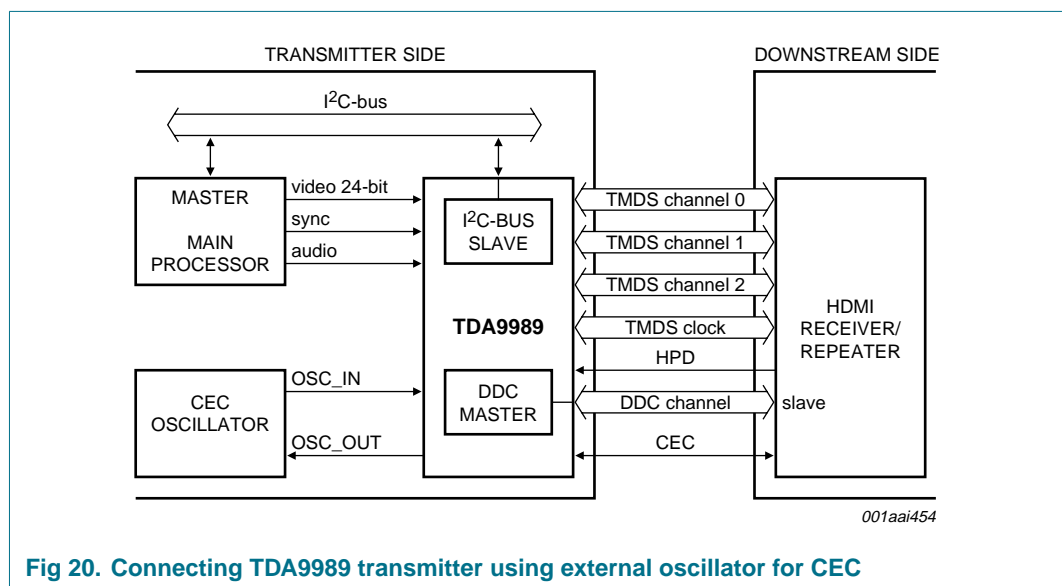 TRANSMITTER SIDE
DOWNSTREAM SIDE
I²C-bus
MASTER
MAIN
PROCESSOR
video 24-bit
sync
audio
I²C-BUS
SLAVE
TDA9989
TMDS channel 0
TMDS channel 1
TMDS channel 2
TMDS clock
HPD
DDC channel
CEC
HDMI
RECEIVER/
REPEATER
slave
CEC
OSCILLATOR
OSC_IN
OSC_OUT
DDC
MASTER
001aai454
Fig 20. Connecting TDA9989 transmitter using external oscillator for CEC